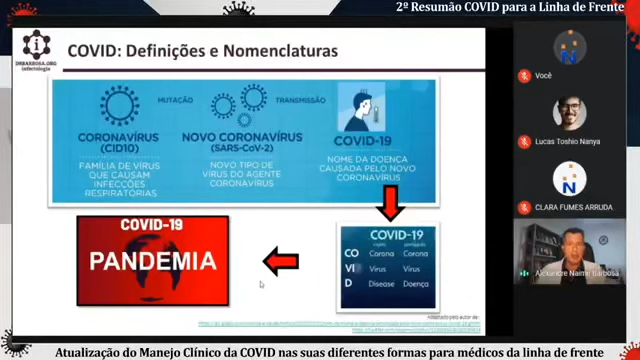 2º Resumão COVID para a Linha de Frente
DRBARBOSA.ORG
infectologia
COVID: Definições e Nomenclaturas
MUTAÇÃO
TRANSMISSÃO
CORONAVÍRUS
(CID10)
FAMÍLIA DE VÍRUS
QUE CAUSAM
INFECÇÕES
RESPIRATÓRIAS
NOVO CORONAVÍRUS
(SARS-CoV-2)
NOVO TIPO DE
VÍRUS DO AGENTE
CORONAVÍRUS
COVID-19
NOME DA DOENÇA
CAUSADA PELO NOVO
CORONAVÍRUS
COVID-19
PANDEMIA
COVID-19
inglês português
CO Corona Corona
VI Virus Vírus
D Disease Doença
Adaptado pelo autor de
Você
Lucas Toshio Nanya
CLARA FUMES ARRUDA
Alexandre Naime Barbosa
Atualização do Manejo Clínico da COVID nas suas diferentes formas para médicos da linha de frente